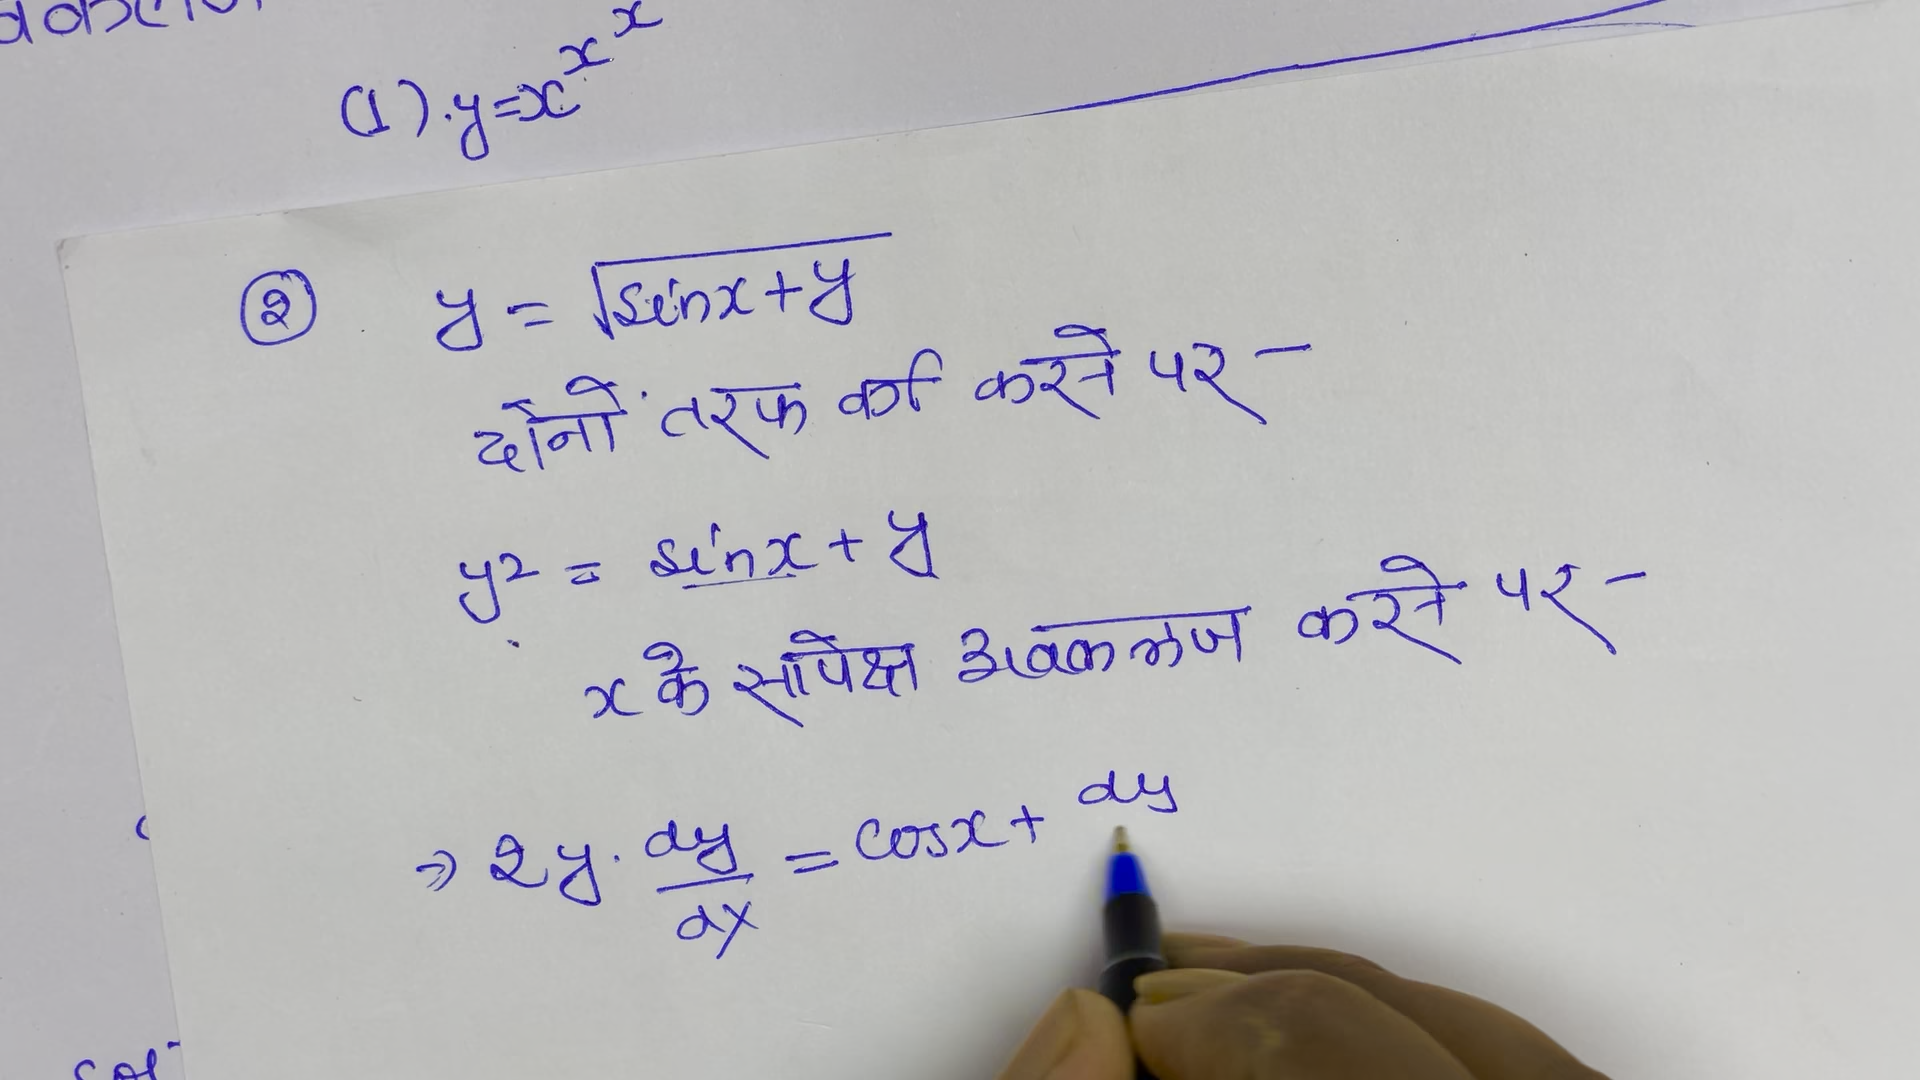 (1). y=x^x^x
② y = √(sinx+y)
दोनों तरफ वर्ग करने पर –
y² = sinx + y
x के सापेक्ष अवकलन करने पर –
⇒ 2y. dy/dx = cosx + dy